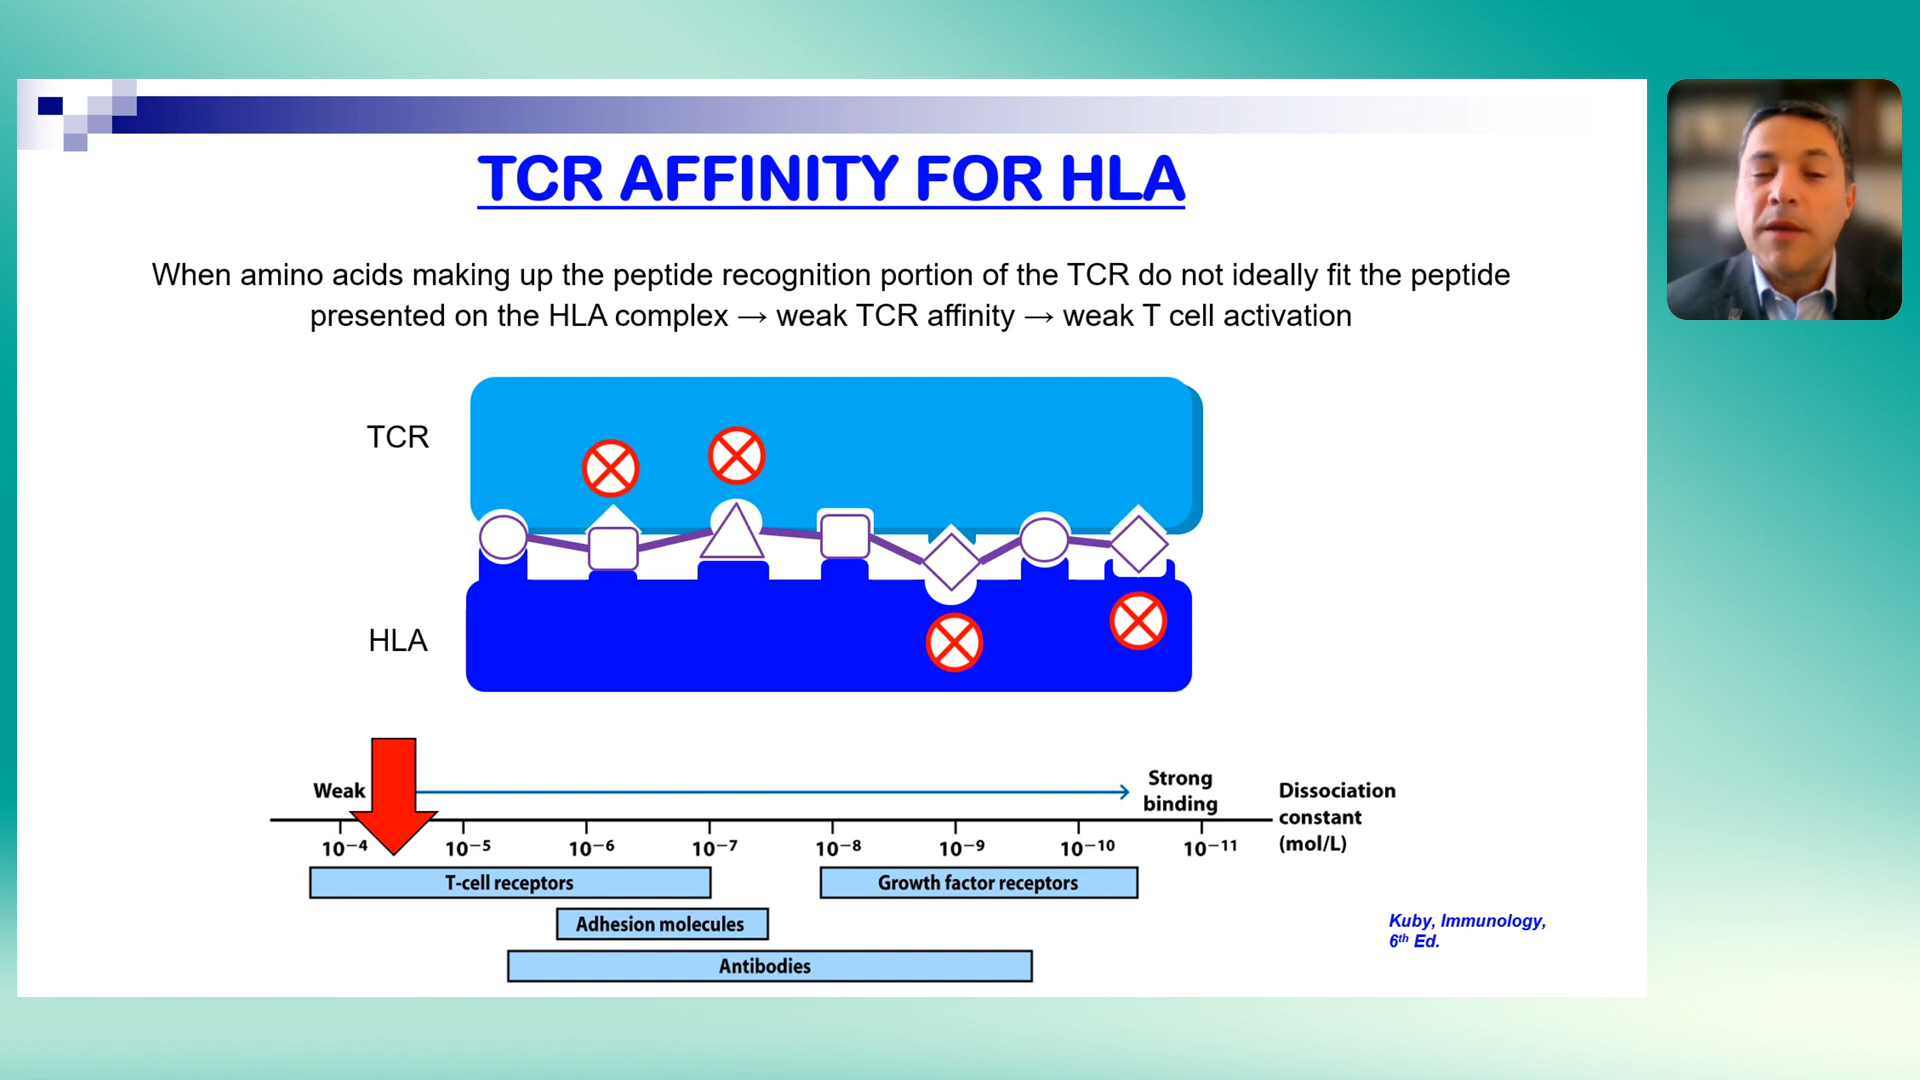 TCR AFFINITY FOR HLA
When amino acids making up the peptide recognition portion of the TCR do not ideally fit the peptide
presented on the HLA complex → weak TCR affinity → weak T cell activation
TCR
HLA
Weak
Strong
binding
Dissociation
constant
(mol/L)
10⁻⁴ 10⁻⁵ 10⁻⁶ 10⁻⁷ 10⁻⁸ 10⁻⁹ 10⁻¹⁰ 10⁻¹¹
T-cell receptors
Growth factor receptors
Adhesion molecules
Antibodies
Kuby, Immunology,
6th Ed.